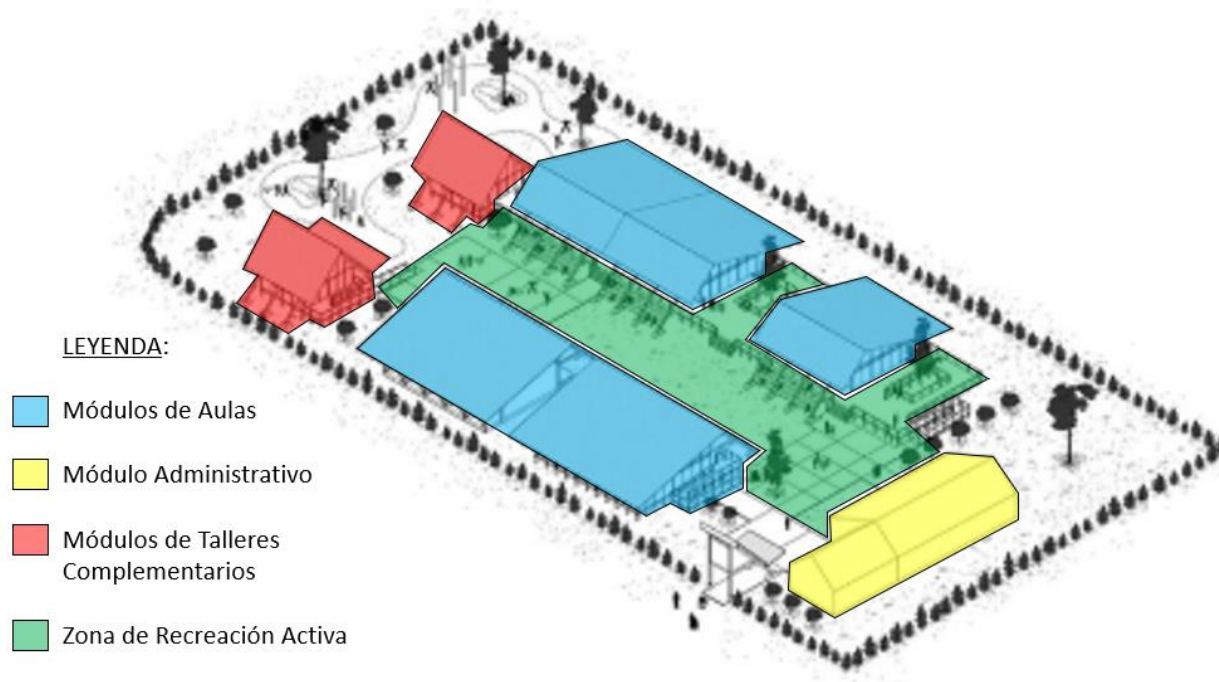 LEYENDA:
Módulos de Aulas
Módulo Administrativo
Módulos de Talleres
Complementarios
Zona de Recreación Activa